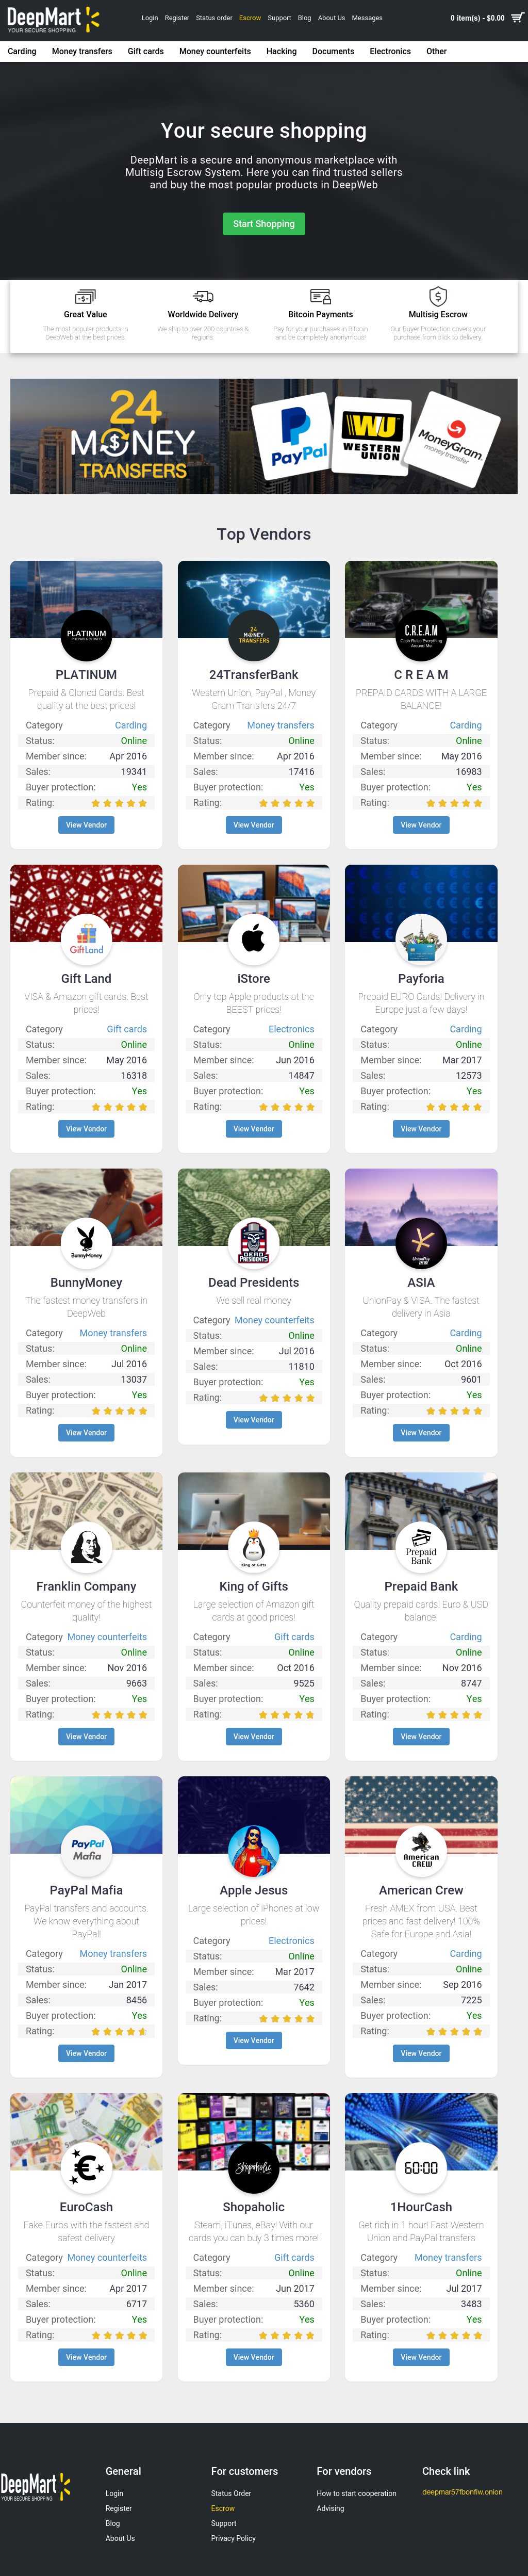 DeepMart
YOUR SECURE SHOPPING
Login Register Status order Escrow Support Blog About Us Messages
0 item(s) - $0.00
Carding Money transfers Gift cards Money counterfeits Hacking Documents Electronics Other
Your secure shopping
DeepMart is a secure and anonymous marketplace with
Multisig Escrow System. Here you can find trusted sellers
and buy the most popular products in DeepWeb
Start Shopping
Great Value
The most popular products in
DeepWeb at the best prices.
Worldwide Delivery
We ship to over 200 countries &
regions.
Bitcoin Payments
Pay for your purchases in Bitcoin
and be completely anonymous!
Multisig Escrow
Our Buyer Protection covers your
purchase from click to delivery.
24
MONEY
TRANSFERS
PayPal
WESTERN
UNION
MoneyGram.
money transfer
Top Vendors
PLATINUM
PREPAID & CLONED
PLATINUM
Prepaid & Cloned Cards. Best
quality at the best prices!
Category Carding
Status: Online
Member since: Apr 2016
Sales: 19341
Buyer protection: Yes
Rating:
View Vendor
24
MONEY
TRANSFERS
24TransferBank
Western Union, PayPal , Money
Gram Transfers 24/7
Category Money transfers
Status: Online
Member since: Apr 2016
Sales: 17416
Buyer protection: Yes
Rating:
View Vendor
C.R.E.A.M
Cash Rules Everything
Around Me
C R E A M
PREPAID CARDS WITH A LARGE
BALANCE!
Category Carding
Status: Online
Member since: May 2016
Sales: 16983
Buyer protection: Yes
Rating:
View Vendor
GiftLand
Gift Land
VISA & Amazon gift cards. Best
prices!
Category Gift cards
Status: Online
Member since: May 2016
Sales: 16318
Buyer protection: Yes
Rating:
View Vendor
iStore
Only top Apple products at the
BEEST prices!
Category Electronics
Status: Online
Member since: Jun 2016
Sales: 14847
Buyer protection: Yes
Rating:
View Vendor
Payforia
Prepaid EURO Cards! Delivery in
Europe just a few days!
Category Carding
Status: Online
Member since: Mar 2017
Sales: 12573
Buyer protection: Yes
Rating:
View Vendor
BunnyMoney
BunnyMoney
The fastest money transfers in
DeepWeb
Category Money transfers
Status: Online
Member since: Jul 2016
Sales: 13037
Buyer protection: Yes
Rating:
View Vendor
DEAD
PRESIDENTS
Dead Presidents
We sell real money
Category Money counterfeits
Status: Online
Member since: Jul 2016
Sales: 11810
Buyer protection: Yes
Rating:
View Vendor
UnionPay
ASIA
UnionPay & VISA. The fastest
delivery in Asia
Category Carding
Status: Online
Member since: Oct 2016
Sales: 9601
Buyer protection: Yes
Rating:
View Vendor
Franklin Company
Counterfeit money of the highest
quality!
Category Money counterfeits
Status: Online
Member since: Nov 2016
Sales: 9663
Buyer protection: Yes
Rating:
View Vendor
King of Gifts
King of Gifts
Large selection of Amazon gift
cards at good prices!
Category Gift cards
Status: Online
Member since: Oct 2016
Sales: 9525
Buyer protection: Yes
Rating:
View Vendor
Prepaid
Bank
Prepaid Bank
Quality prepaid cards! Euro & USD
balance!
Category Carding
Status: Online
Member since: Nov 2016
Sales: 8747
Buyer protection: Yes
Rating:
View Vendor
PayPal
Mafia
PayPal Mafia
PayPal transfers and accounts.
We know everything about
PayPal!
Category Money transfers
Status: Online
Member since: Jan 2017
Sales: 8456
Buyer protection: Yes
Rating:
View Vendor
Apple Jesus
Large selection of iPhones at low
prices!
Category Electronics
Status: Online
Member since: Mar 2017
Sales: 7642
Buyer protection: Yes
Rating:
View Vendor
American
CREW
American Crew
Fresh AMEX from USA. Best
prices and fast delivery! 100%
Safe for Europe and Asia!
Category Carding
Status: Online
Member since: Sep 2016
Sales: 7225
Buyer protection: Yes
Rating:
View Vendor
EuroCash
Fake Euros with the fastest and
safest delivery
Category Money counterfeits
Status: Online
Member since: Apr 2017
Sales: 6717
Buyer protection: Yes
Rating:
View Vendor
Shopaholic
Shopaholic
Steam, iTunes, eBay! With our
cards you can buy 3 times more!
Category Gift cards
Status: Online
Member since: Jun 2017
Sales: 5360
Buyer protection: Yes
Rating:
View Vendor
60:00
1HourCash
Get rich in 1 hour! Fast Western
Union and PayPal transfers
Category Money transfers
Status: Online
Member since: Jul 2017
Sales: 3483
Buyer protection: Yes
Rating:
View Vendor
DeepMart
YOUR SECURE SHOPPING
General
Login
Register
Blog
About Us
For customers
Status Order
Escrow
Support
Privacy Policy
For vendors
How to start cooperation
Advising
Check link
deepmar57fbonfiw.onion